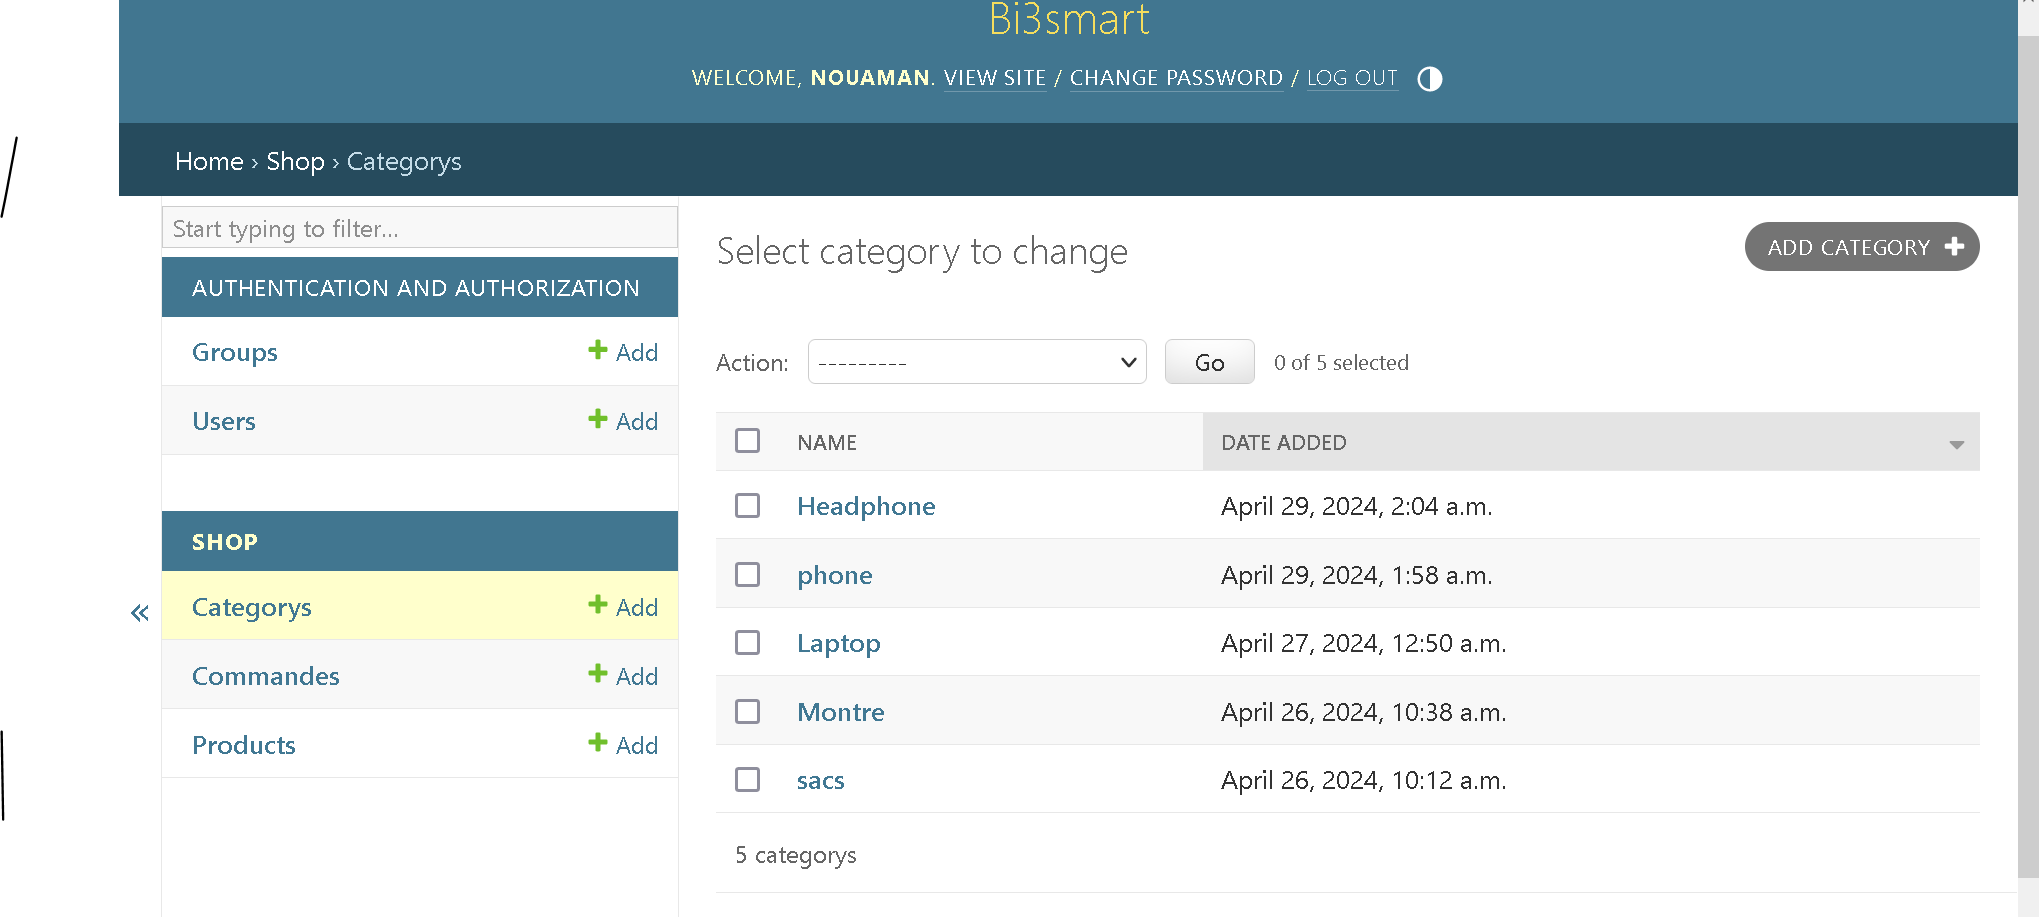 Bi3smart
WELCOME, NOUAMAN. VIEW SITE / CHANGE PASSWORD / LOG OUT
Home › Shop › Categorys
Start typing to filter...
AUTHENTICATION AND AUTHORIZATION
Groups Add
Users Add
SHOP
Categorys Add
Commandes Add
Products Add
«
Select category to change
ADD CATEGORY
Action: --------- Go 0 of 5 selected
NAME DATE ADDED
Headphone April 29, 2024, 2:04 a.m.
phone April 29, 2024, 1:58 a.m.
Laptop April 27, 2024, 12:50 a.m.
Montre April 26, 2024, 10:38 a.m.
sacs April 26, 2024, 10:12 a.m.
5 categorys